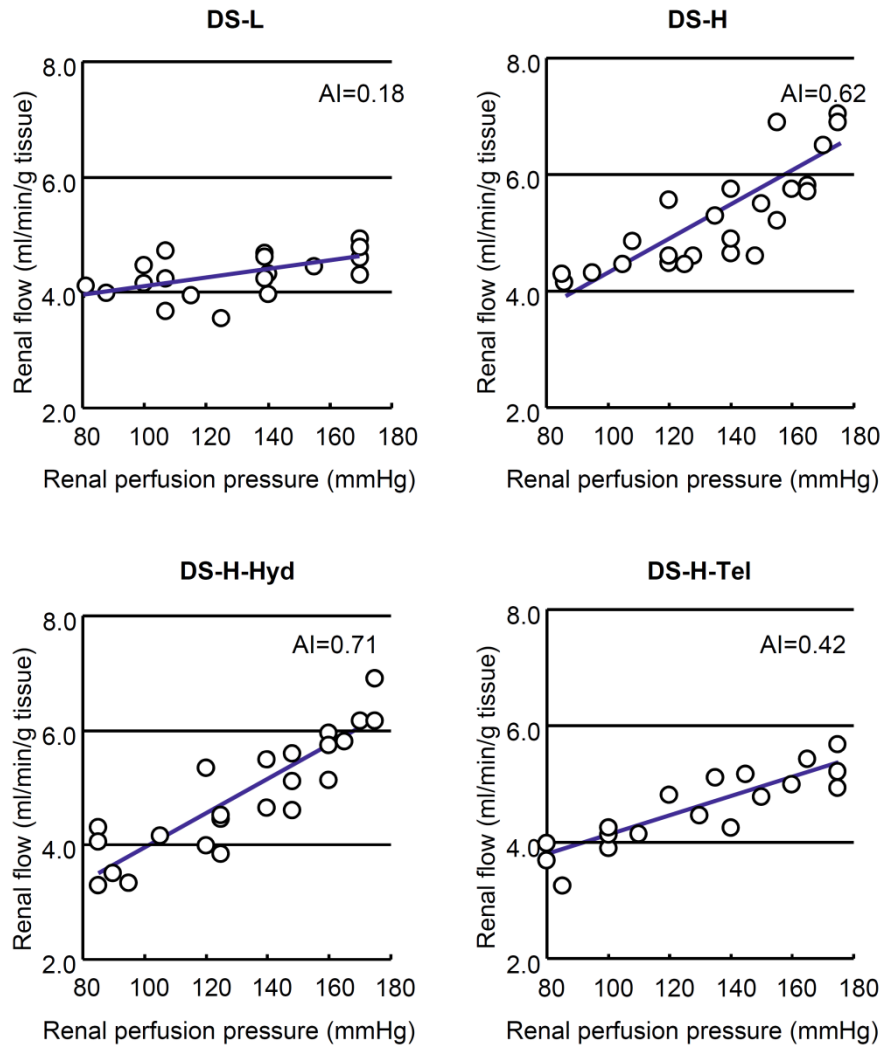 DS-L
8.0
AI=0.18
6.0
4.0
2.0
80 100 120 140 160 180
Renal flow (ml/min/g tissue)
Renal perfusion pressure (mmHg)
DS-H
8.0
AI=0.62
6.0
4.0
2.0
80 100 120 140 160 180
Renal flow (ml/min/g tissue)
Renal perfusion pressure (mmHg)
DS-H-Hyd
8.0
AI=0.71
6.0
4.0
2.0
80 100 120 140 160 180
Renal flow (ml/min/g tissue)
Renal perfusion pressure (mmHg)
DS-H-Tel
8.0
AI=0.42
6.0
4.0
2.0
80 100 120 140 160 180
Renal flow (ml/min/g tissue)
Renal perfusion pressure (mmHg)